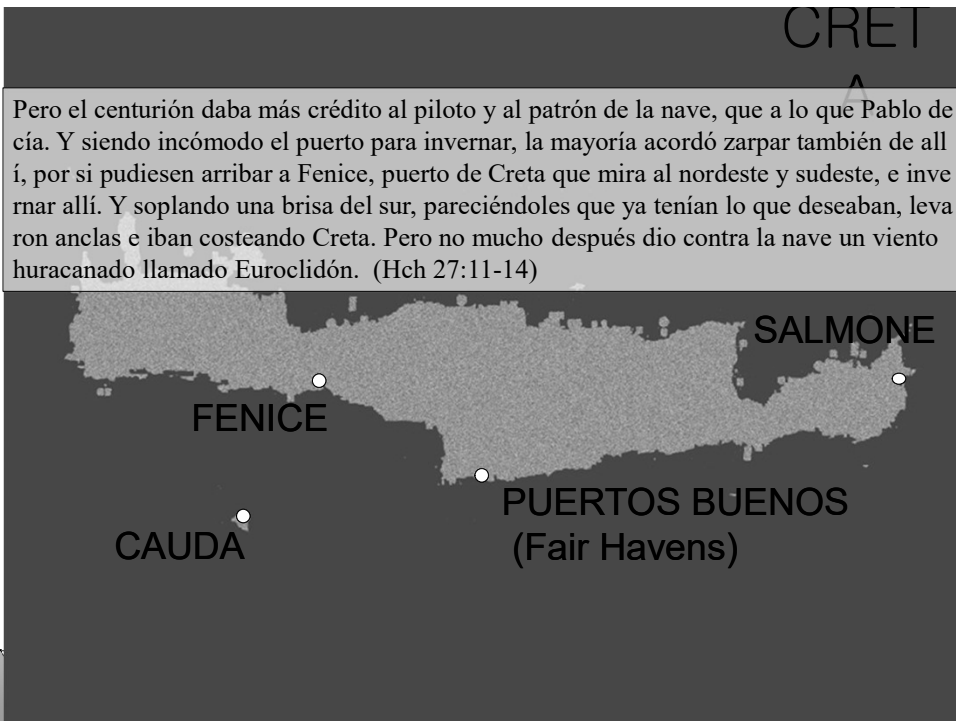 CRET
A
Pero el centurión daba más crédito al piloto y al patrón de la nave, que a lo que Pablo de
cía. Y siendo incómodo el puerto para invernar, la mayoría acordó zarpar también de all
í, por si pudiesen arribar a Fenice, puerto de Creta que mira al nordeste y sudeste, e inve
rnar allí. Y soplando una brisa del sur, pareciéndoles que ya tenían lo que deseaban, leva
ron anclas e iban costeando Creta. Pero no mucho después dio contra la nave un viento
huracanado llamado Euroclidón.  (Hch 27:11-14)
SALMONE
FENICE
PUERTOS BUENOS
(Fair Havens)
CAUDA